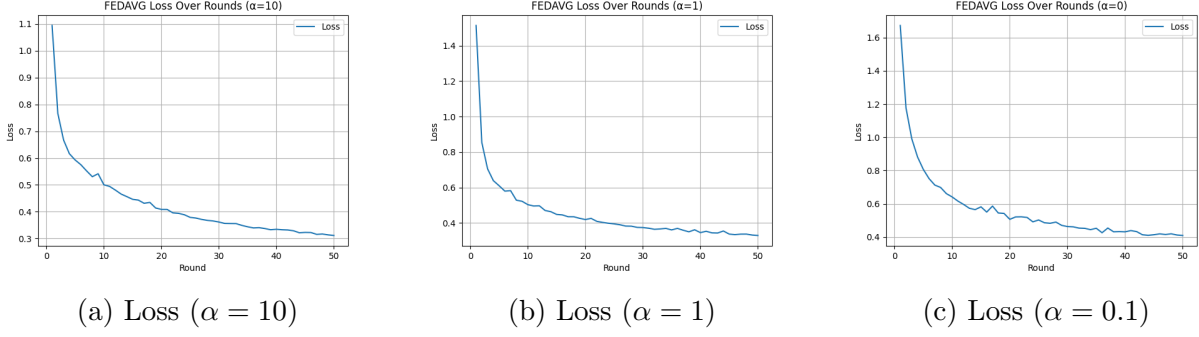 FEDAVG Loss Over Rounds (α=10)
Loss
1.1
1.0
0.9
0.8
0.7
0.6
0.5
0.4
0.3
Loss
0 10 20 30 40 50
Round
(a) Loss (α = 10)
FEDAVG Loss Over Rounds (α=1)
Loss
1.4
1.2
1.0
0.8
0.6
0.4
Loss
0 10 20 30 40 50
Round
(b) Loss (α = 1)
FEDAVG Loss Over Rounds (α=0)
Loss
1.6
1.4
1.2
1.0
0.8
0.6
0.4
Loss
0 10 20 30 40 50
Round
(c) Loss (α = 0.1)